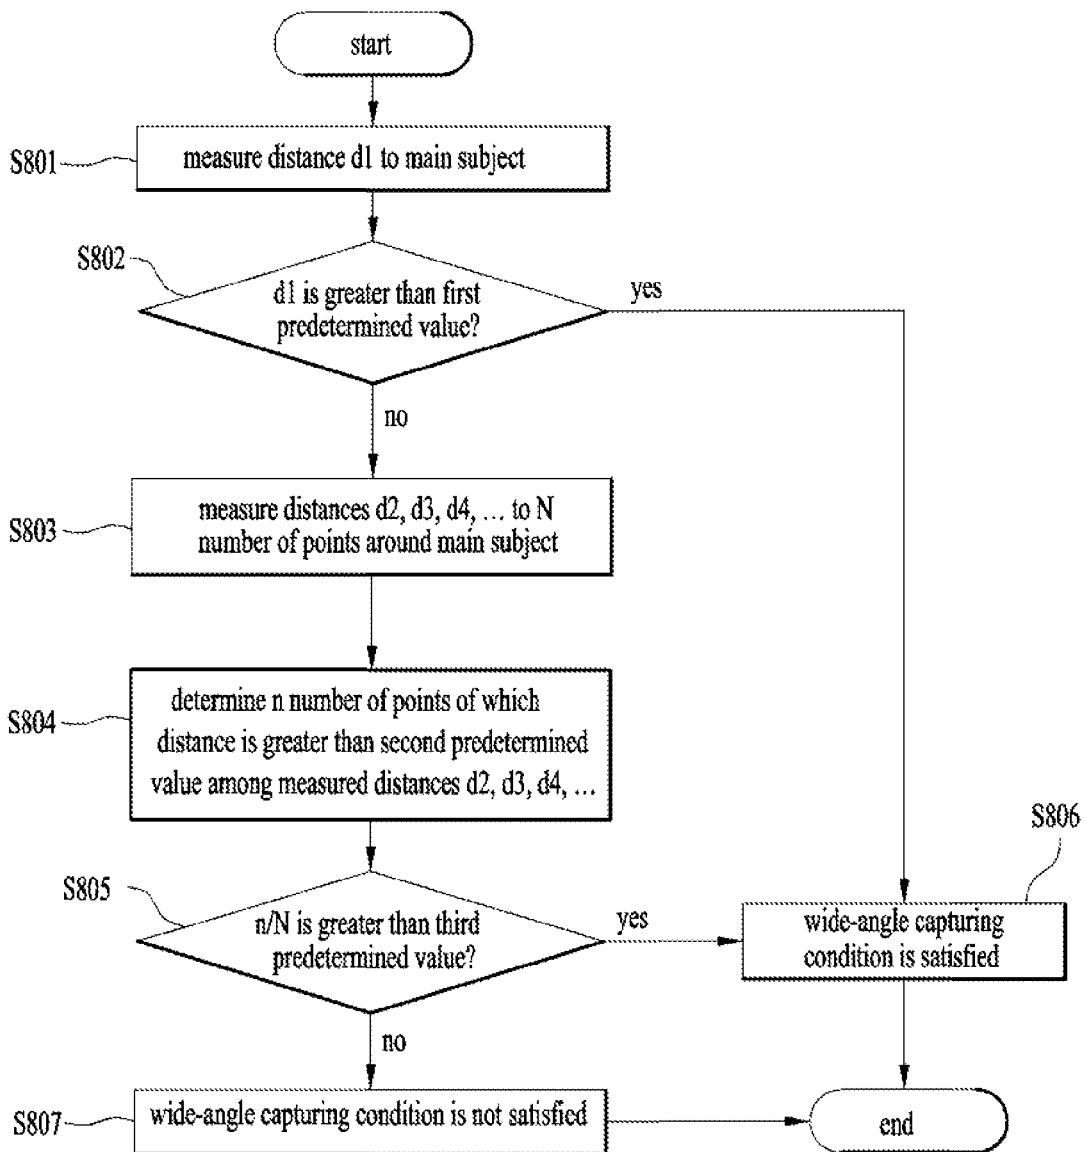 start
S801
measure distance d1 to main subject
S802
d1 is greater than first
predetermined value?
yes
no
S803
measure distances d2, d3, d4, ... to N
number of points around main subject
S804
determine n number of points of which
distance is greater than second predetermined
value among measured distances d2, d3, d4, ...
S805
n/N is greater than third
predetermined value?
yes
S806
wide-angle capturing
condition is satisfied
no
S807
wide-angle capturing condition is not satisfied
end